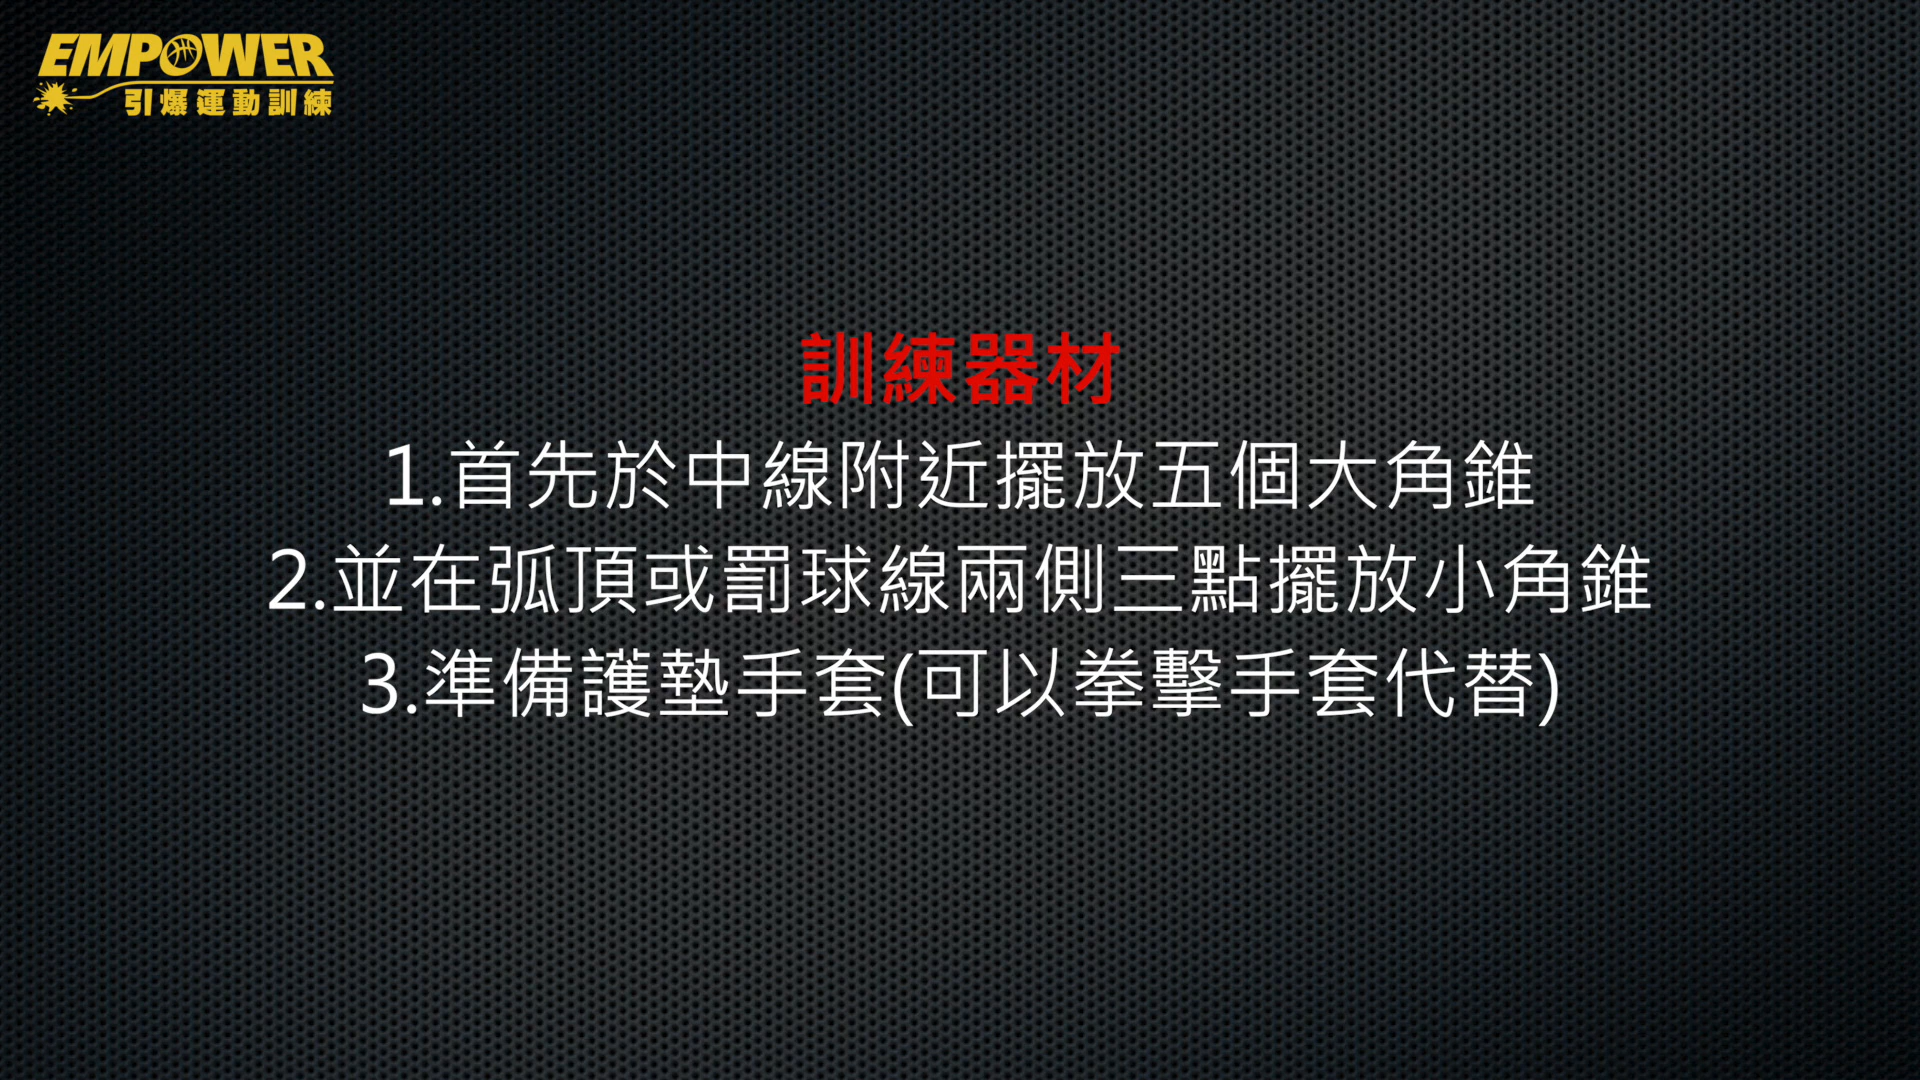 EMPOWER
引爆運動訓練
訓練器材
1.首先於中線附近擺放五個大角錐
2.並在弧頂或罰球線兩側三點擺放小角錐
3.準備護墊手套(可以拳擊手套代替)